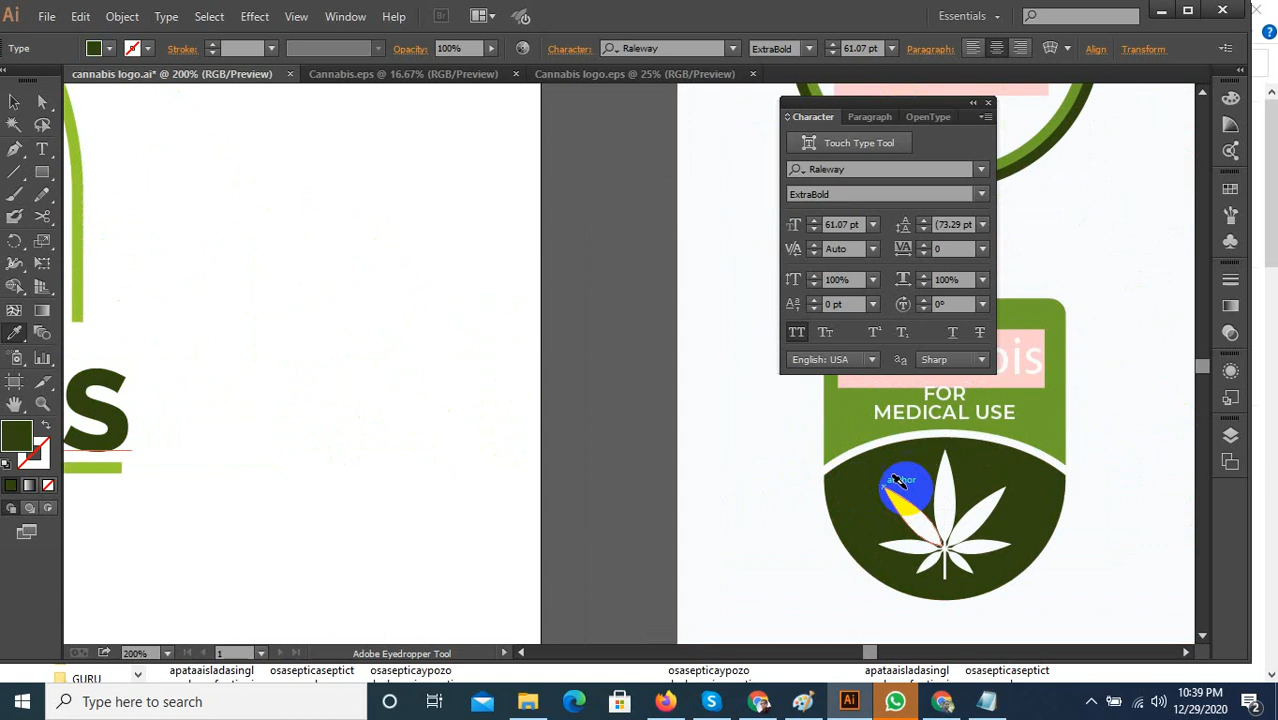 Ai File Edit Object Type Select Effect View Window Help Br Essentials
Type Stroke: Opacity: 100% Character: Raleway ExtraBold 61.07 pt Paragraph: Align Transform
cannabis logo.ai* @ 200% (RGB/Preview) × Cannabis.eps @ 16.67% (RGB/Preview) × Cannabis logo.eps @ 25% (RGB/Preview) ×
Character Paragraph OpenType
Touch Type Tool
Raleway
ExtraBold
61.07 pt (73.29 pt
Auto 0
100% 100%
0 pt 0°
English: USA Sharp
bis
FOR
MEDICAL USE
S
anchor
200% 1 Adobe Eyedropper Tool
GURU apataaisladasingl osasepticaseptict osasepticaypozo osasepticaypozo apataaisladasingl osasepticaseptict
Type here to search
10:39 PM
12/29/2020
2